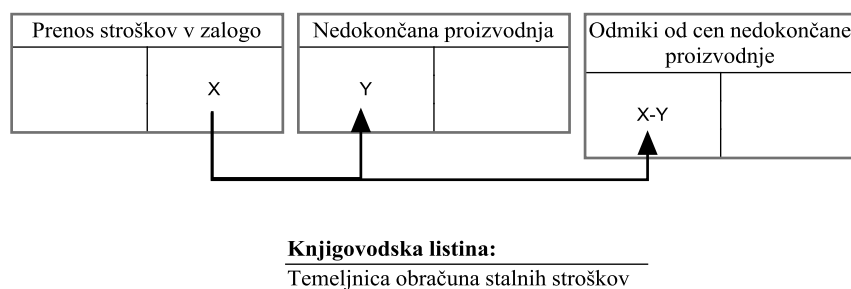 Prenos stroškov v zalogo
Nedokončana proizvodnja
Odmiki od cen nedokončane
proizvodnje
X
Y
X-Y
Knjigovodska listina:
Temeljnica obračuna stalnih stroškov